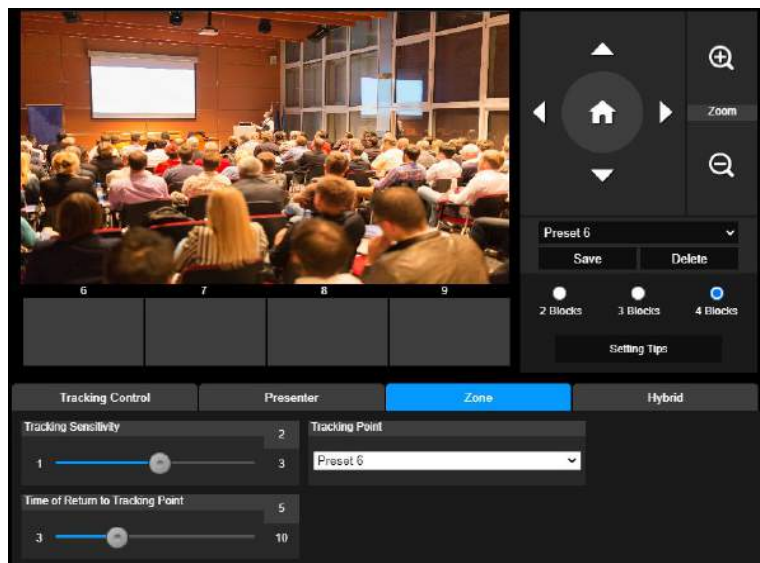 Zoom
Preset 6
Save Delete
6 7 8 9
2 Blocks 3 Blocks 4 Blocks
Setting Tips
Tracking Control Presenter Zone Hybrid
Tracking Sensitivity 2
1 3
Tracking Point
Preset 6
Time of Return to Tracking Point 5
3 10